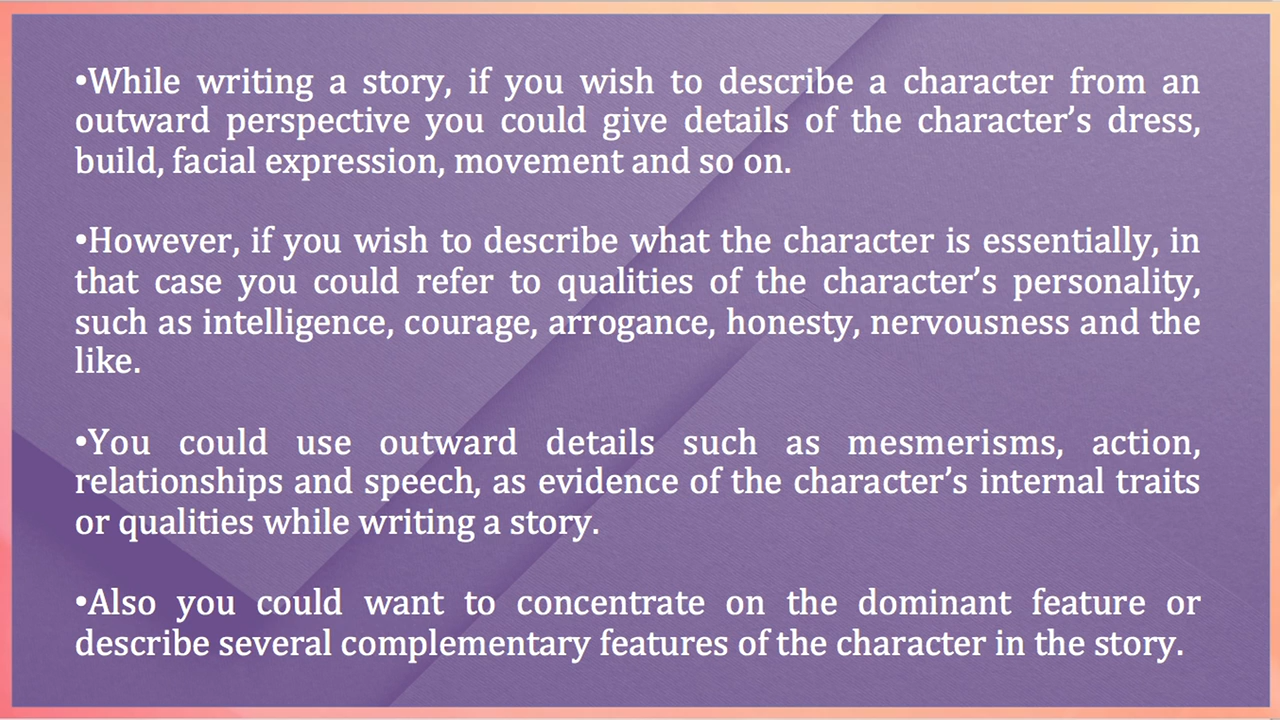 •While writing a story, if you wish to describe a character from an
outward perspective you could give details of the character’s dress,
build, facial expression, movement and so on.
•However, if you wish to describe what the character is essentially, in
that case you could refer to qualities of the character’s personality,
such as intelligence, courage, arrogance, honesty, nervousness and the
like.
•You could use outward details such as mesmerisms, action,
relationships and speech, as evidence of the character’s internal traits
or qualities while writing a story.
•Also you could want to concentrate on the dominant feature or
describe several complementary features of the character in the story.